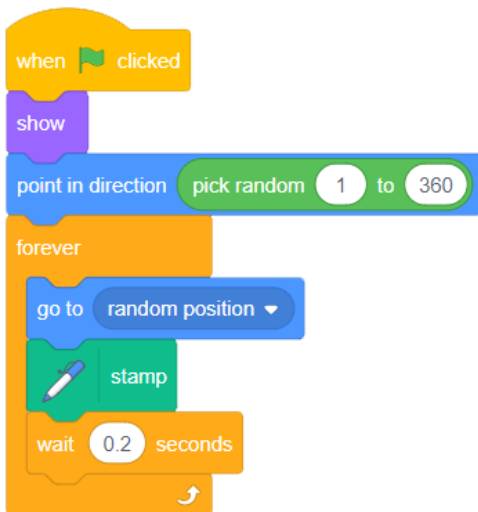 when clicked
show
point in direction pick random 1 to 360
forever
go to random position
stamp
wait 0.2 seconds